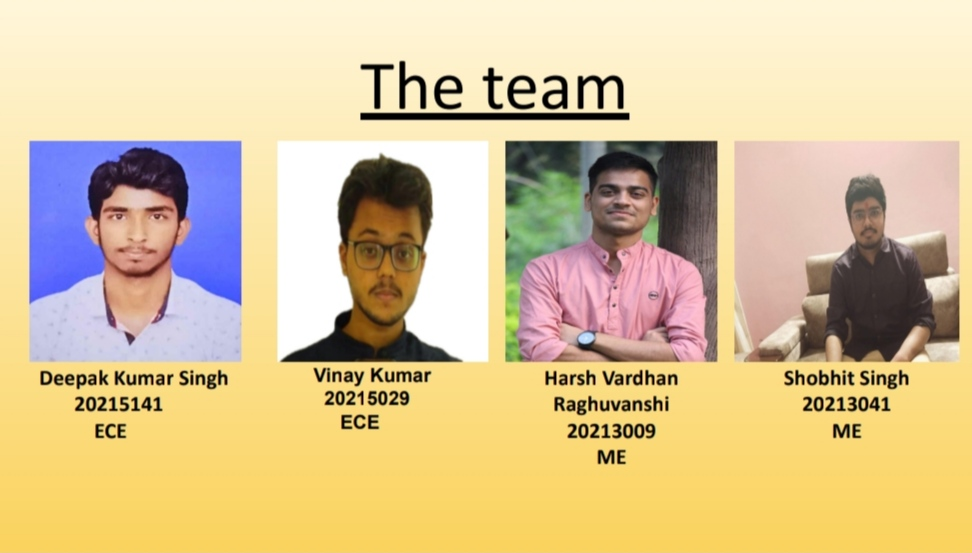 The team
Deepak Kumar Singh
20215141
ECE
Vinay Kumar
20215029
ECE
Harsh Vardhan
Raghuvanshi
20213009
ME
Shobhit Singh
20213041
ME